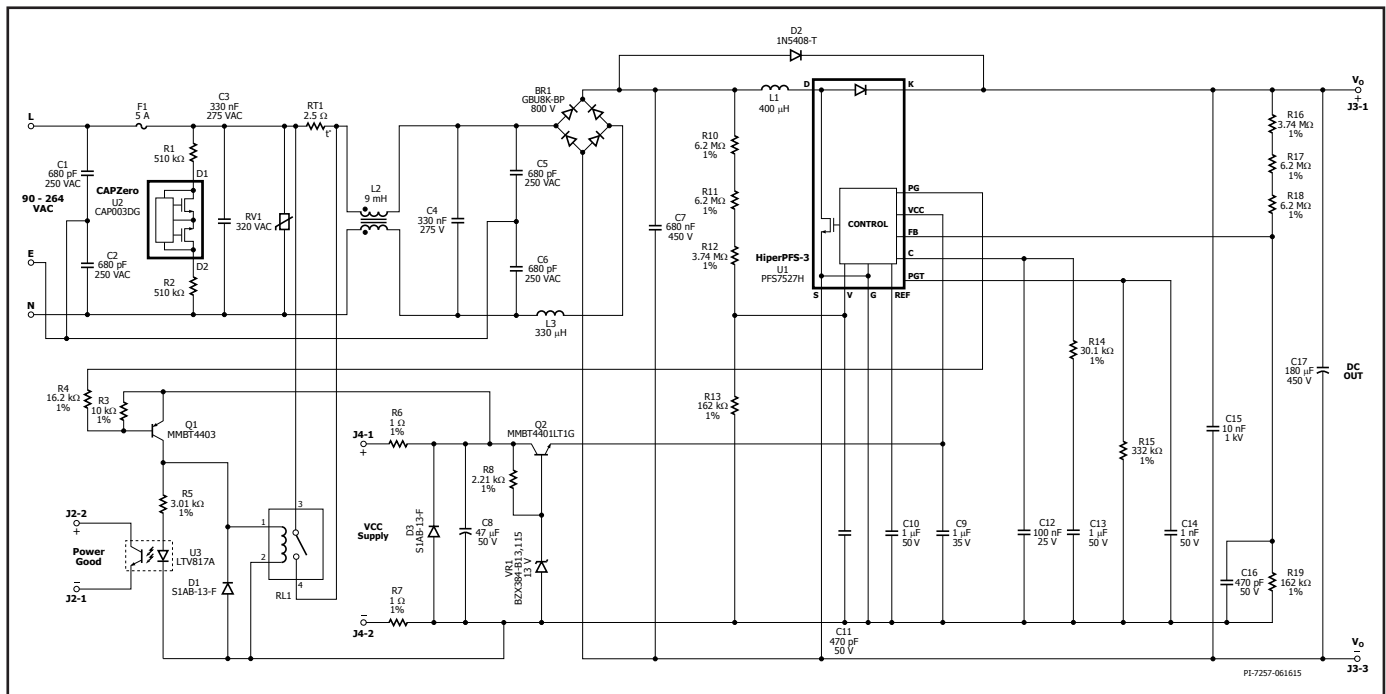 D2
1N5408-T
L
F1
5 A
C3
330 nF
275 VAC
RT1
2.5 Ω
t°
BR1
GBU8K-BP
800 V
L1
400 µH
D
K
VO
+
J3-1
C1
680 pF
250 VAC
90 - 264
VAC
R1
510 kΩ
D1
CAPZero
U2
CAP003DG
D2
R2
510 kΩ
C2
680 pF
250 VAC
E
N
RV1
320 VAC
L2
9 mH
C4
330 nF
275 V
C5
680 pF
250 VAC
C6
680 pF
250 VAC
L3
330 µH
C7
680 nF
450 V
R10
6.2 MΩ
1%
R11
6.2 MΩ
1%
R12
3.74 MΩ
1%
CONTROL
HiperPFS-3
U1
PFS7527H
PG
VCC
FB
C
PGT
S
V
G
REF
R16
3.74 MΩ
1%
R17
6.2 MΩ
1%
R18
6.2 MΩ
1%
R4
16.2 kΩ
1%
R3
10 kΩ
1%
Q1
MMBT4403
R5
3.01 kΩ
1%
J2-2
+
Power
Good
−
J2-1
U3
LTV817A
D1
S1AB-13-F
1
2
3
4
RL1
J4-1
+
R6
1 Ω
1%
VCC
Supply
D3
S1AB-13-F
C8
47 µF
50 V
R8
2.21 kΩ
1%
Q2
MMBT4401LT1G
VR1
BZX384-B13,115
13 V
R7
1 Ω
1%
−
J4-2
R13
162 kΩ
1%
C11
470 pF
50 V
C10
1 µF
50 V
C9
1 µF
35 V
C12
100 nF
25 V
R14
30.1 kΩ
1%
C13
1 µF
50 V
R15
332 kΩ
1%
C14
1 nF
50 V
C15
10 nF
1 kV
C16
470 pF
50 V
R19
162 kΩ
1%
C17
180 µF
450 V
DC
OUT
VO
−
J3-3
PI-7257-061615